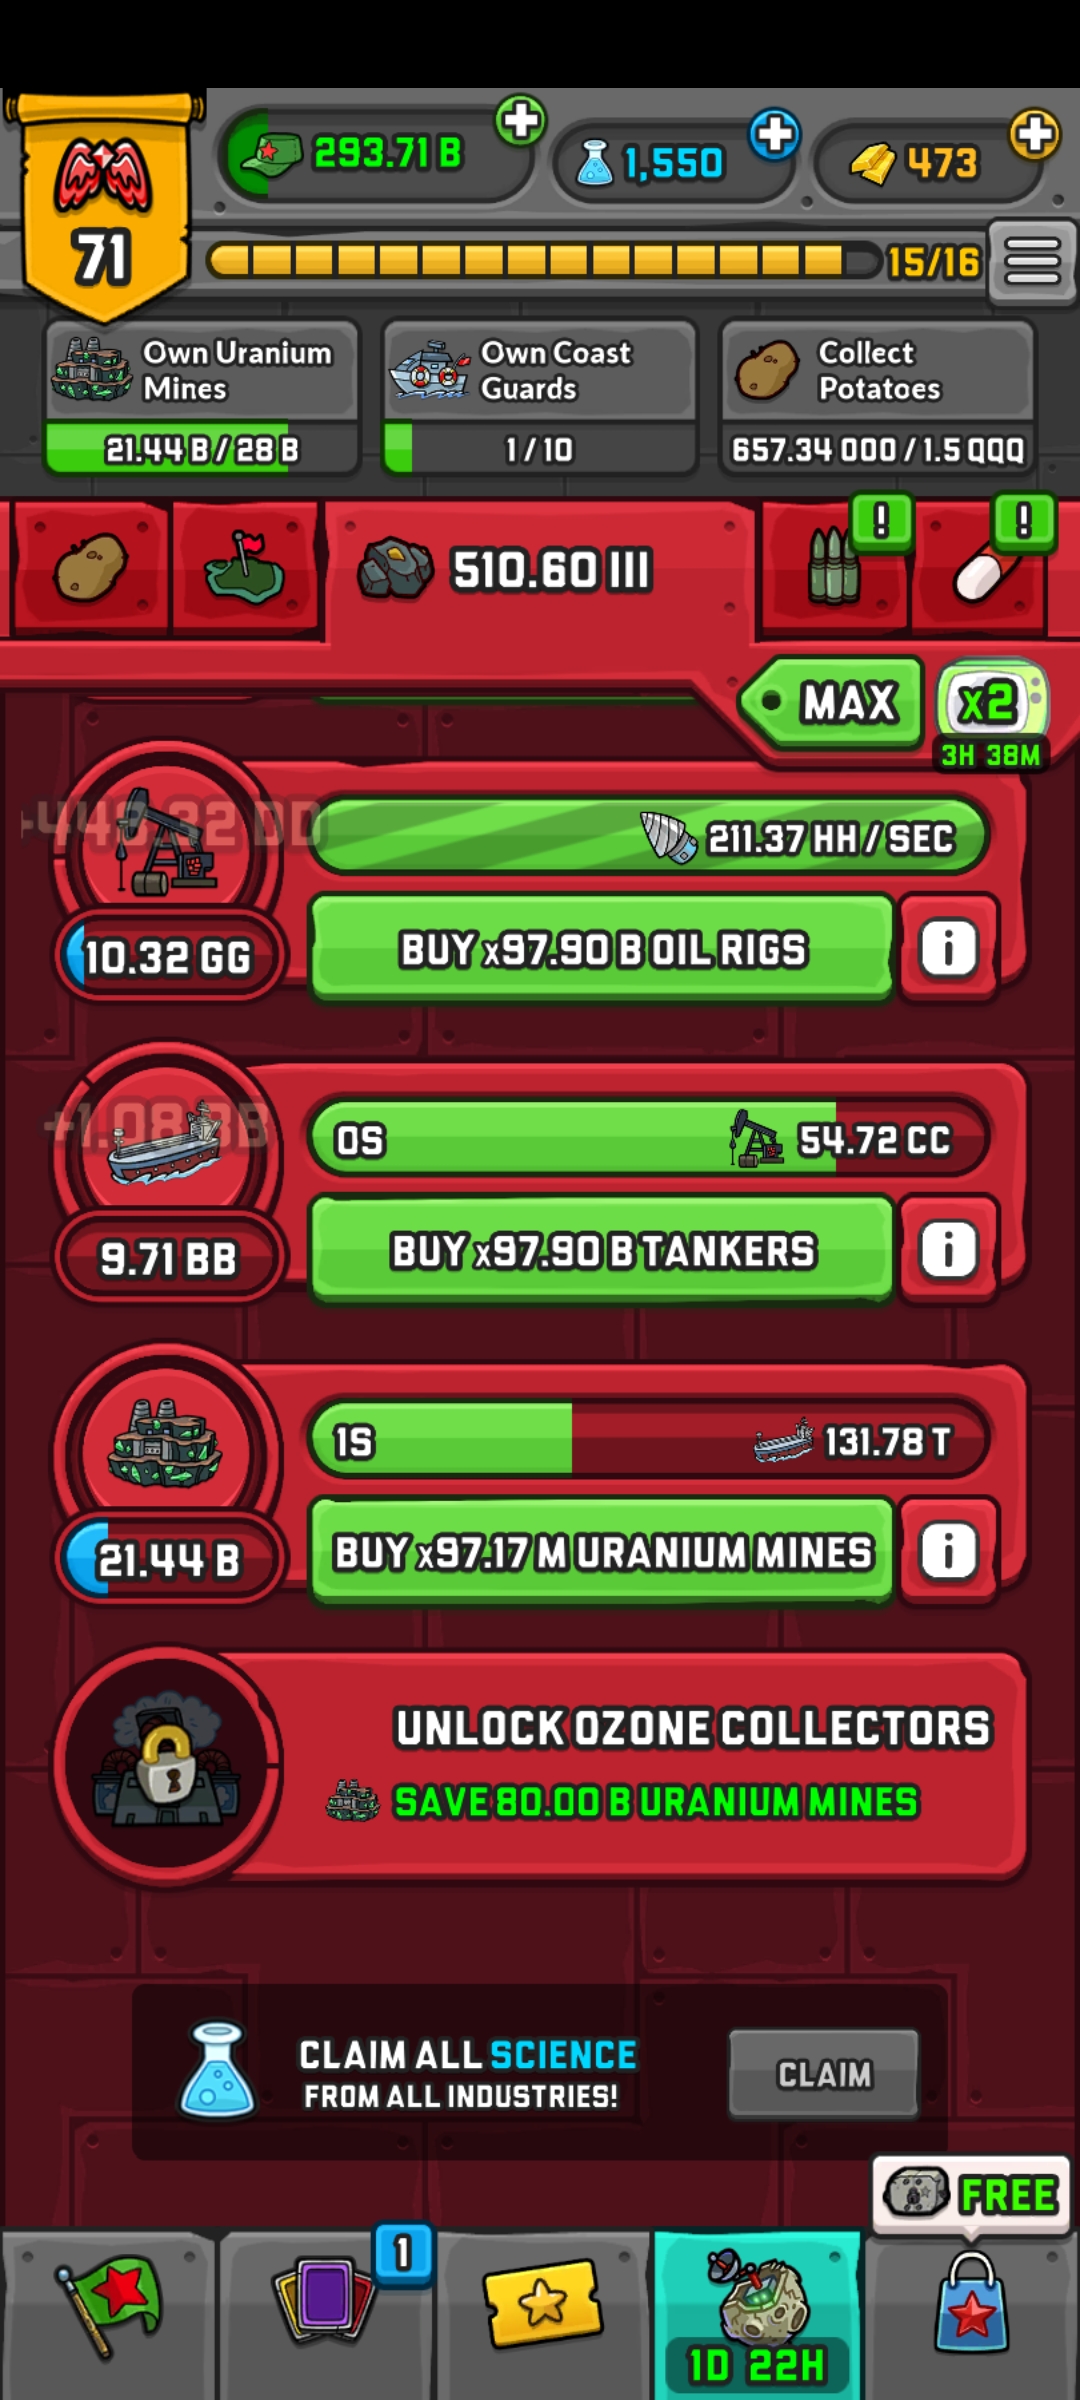 293.71 B
1,550
473
71
15/16
Own Uranium
Mines
21.44 B / 28 B
Own Coast
Guards
1 / 10
Collect
Potatoes
657.34 OOO / 1.5 QQQ
!
!
510.60 III
MAX
x2
3H 38M
211.37 HH / SEC
10.32 GG
BUY x97.90 B OIL RIGS
i
0S
54.72 CC
9.71 BB
BUY x97.90 B TANKERS
i
1S
131.78 T
21.44 B
BUY x97.17 M URANIUM MINES
i
UNLOCK OZONE COLLECTORS
SAVE 80.00 B URANIUM MINES
CLAIM ALL SCIENCE
FROM ALL INDUSTRIES!
CLAIM
FREE
1
1D 22H